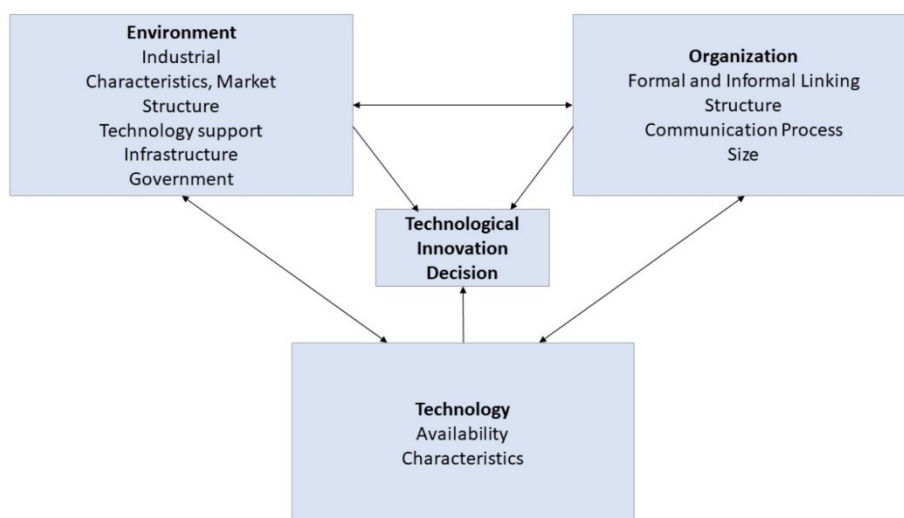 Environment
Industrial
Characteristics, Market
Structure
Technology support
Infrastructure
Government
Organization
Formal and Informal Linking
Structure
Communication Process
Size
Technological
Innovation
Decision
Technology
Availability
Characteristics